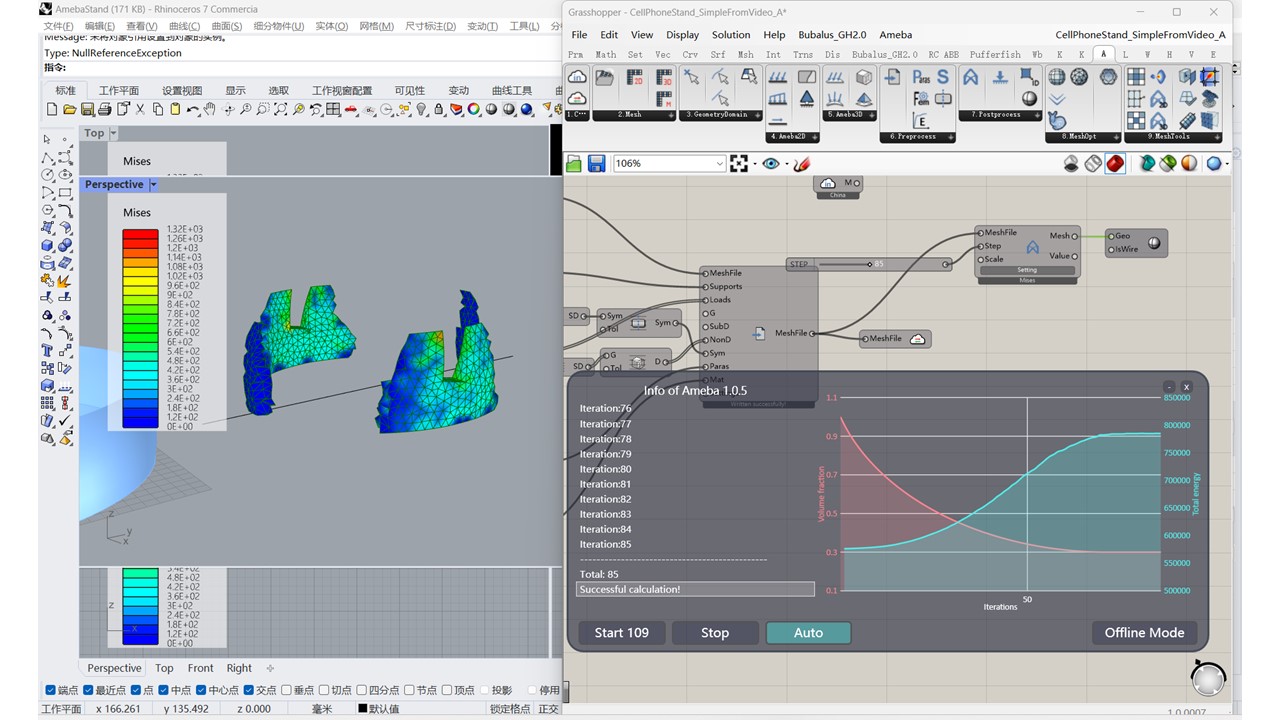 AmebaStand (171 KB) - Rhinoceros 7 Commercia
文件(F) 编辑(E) 查看(V) 曲线(C) 曲面(S) 细分物件(U) 实体(O) 网格(M) 尺寸标注(D) 变动(T) 工具(L) 分
Message: 未将对象引用设置到对象的实例。
Type: NullReferenceException
指令:
标准 工作平面 设置视图 显示 选取 工作视窗配置 可见性 变动 曲线工具 曲
Top
Mises
Perspective
Mises
1.32E+03
1.26E+03
1.2E+03
1.14E+03
1.08E+03
1.02E+03
9.6E+02
9E+02
8.4E+02
7.8E+02
7.2E+02
6.6E+02
6E+02
5.4E+02
4.8E+02
4.2E+02
3.6E+02
3E+02
2.4E+02
1.8E+02
1.2E+02
0E+00
z
y
x
5.4E+02
4.8E+02
4.2E+02
3.6E+02
3E+02
2.4E+02
1.8E+02
1.2E+02
0E+00
z
x
Perspective Top Front Right
端点 最近点 点 中点 中心点 交点 垂点 切点 四分点 节点 顶点 投影 停用
工作平面 x 166.261 y 135.492 z 0.000 毫米 默认值 锁定格点 正交
Grasshopper - CellPhoneStand_SimpleFromVideo_A*
File Edit View Display Solution Help Bubalus_GH2.0 Ameba CellPhoneStand_SimpleFromVideo_A
Prm Math Set Vec Crv Srf Msh Int Trns Dis Bubalus_GH2.0 RC ABB Pufferfish Wb K K A L W H V E
1.C... 2.Mesh 3.GeometryDomain 4.Ameba2D 5.Ameba3D 6.Preprocess 7.Postprocess 8.MeshOpt 9.MeshTools
106%
M
China
STEP 85
MeshFile
Supports
Loads
G
SubD
NonD
Sym
Paras
Mat
MeshFile
Written successfully!
SD
Sym
Tol
Sym
SD
G
Tol
D
MeshFile
Step
Scale
Mesh
Value
Setting
Mises
Geo
isWire
MeshFile
Info of Ameba 1.0.5
- x
Iteration:76
Iteration:77
Iteration:78
Iteration:79
Iteration:80
Iteration:81
Iteration:82
Iteration:83
Iteration:84
Iteration:85
----------------------------------------------
Total: 85
Successful calculation!
Volume fraction
1.1
0.9
0.7
0.5
0.3
0.1
850000
800000
750000
700000
650000
600000
550000
500000
Total energy
50
Iterations
Start 109 Stop Auto Offline Mode
1.0.0007